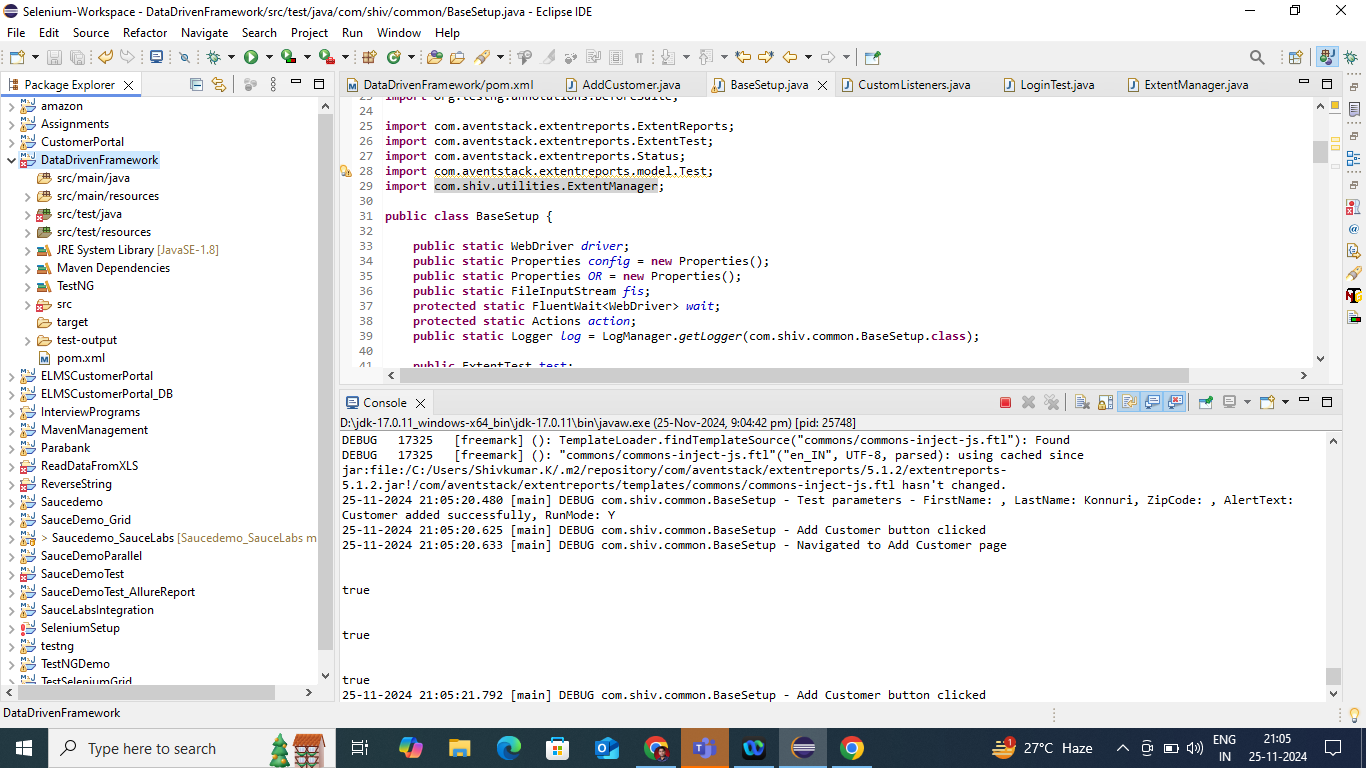 Selenium-Workspace - DataDrivenFramework/src/test/java/com/shiv/common/BaseSetup.java - Eclipse IDE
File Edit Source Refactor Navigate Search Project Run Window Help
Package Explorer
amazon
Assignments
CustomerPortal
DataDrivenFramework
src/main/java
src/main/resources
src/test/java
src/test/resources
JRE System Library [JavaSE-1.8]
Maven Dependencies
TestNG
src
target
test-output
pom.xml
ELMSCustomerPortal
ELMSCustomerPortal_DB
InterviewPrograms
MavenManagement
Parabank
ReadDataFromXLS
ReverseString
Saucedemo
SauceDemo_Grid
> Saucedemo_SauceLabs [Saucedemo_SauceLabs m
SauceDemoParallel
SauceDemoTest
SauceDemoTest_AllureReport
SauceLabsIntegration
SeleniumSetup
testng
TestNGDemo
TestSeleniumGrid
DataDrivenFramework/pom.xml AddCustomer.java BaseSetup.java CustomListeners.java LoginTest.java ExtentManager.java
23 import org.testng.annotations.BeforeSuite;
24
25 import com.aventstack.extentreports.ExtentReports;
26 import com.aventstack.extentreports.ExtentTest;
27 import com.aventstack.extentreports.Status;
28 import com.aventstack.extentreports.model.Test;
29 import com.shiv.utilities.ExtentManager;
30
31 public class BaseSetup {
32
33 public static WebDriver driver;
34 public static Properties config = new Properties();
35 public static Properties OR = new Properties();
36 public static FileInputStream fis;
37 protected static FluentWait<WebDriver> wait;
38 protected static Actions action;
39 public static Logger log = LogManager.getLogger(com.shiv.common.BaseSetup.class);
40
41 public ExtentTest test;
Console
D:\jdk-17.0.11_windows-x64_bin\jdk-17.0.11\bin\javaw.exe (25-Nov-2024, 9:04:42 pm) [pid: 25748]
DEBUG 17325 [freemark] (): TemplateLoader.findTemplateSource("commons/commons-inject-js.ftl"): Found
DEBUG 17325 [freemark] (): "commons/commons-inject-js.ftl"("en_IN", UTF-8, parsed): using cached since
jar:file:/C:/Users/Shivkumar.K/.m2/repository/com/aventstack/extentreports/5.1.2/extentreports-
5.1.2.jar!/com/aventstack/extentreports/templates/commons/commons-inject-js.ftl hasn't changed.
25-11-2024 21:05:20.480 [main] DEBUG com.shiv.common.BaseSetup - Test parameters - FirstName: , LastName: Konnuri, ZipCode: , AlertText:
Customer added successfully, RunMode: Y
25-11-2024 21:05:20.625 [main] DEBUG com.shiv.common.BaseSetup - Add Customer button clicked
25-11-2024 21:05:20.633 [main] DEBUG com.shiv.common.BaseSetup - Navigated to Add Customer page
true
true
true
25-11-2024 21:05:21.792 [main] DEBUG com.shiv.common.BaseSetup - Add Customer button clicked
DataDrivenFramework
Type here to search
27°C Haze
ENG
IN
21:05
25-11-2024